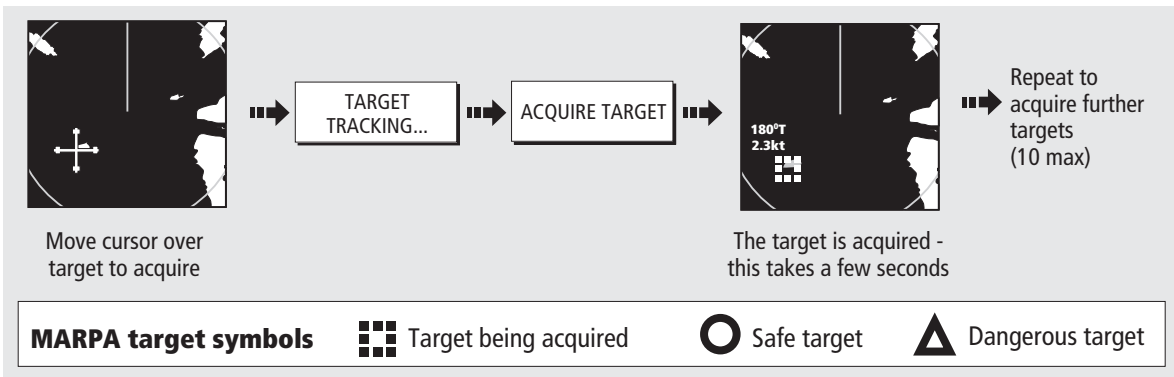 TARGET
TRACKING...
ACQUIRE TARGET
180°T
2.3kt
Repeat to
acquire further
targets
(10 max)
Move cursor over
target to acquire
The target is acquired -
this takes a few seconds
MARPA target symbols Target being acquired Safe target Dangerous target